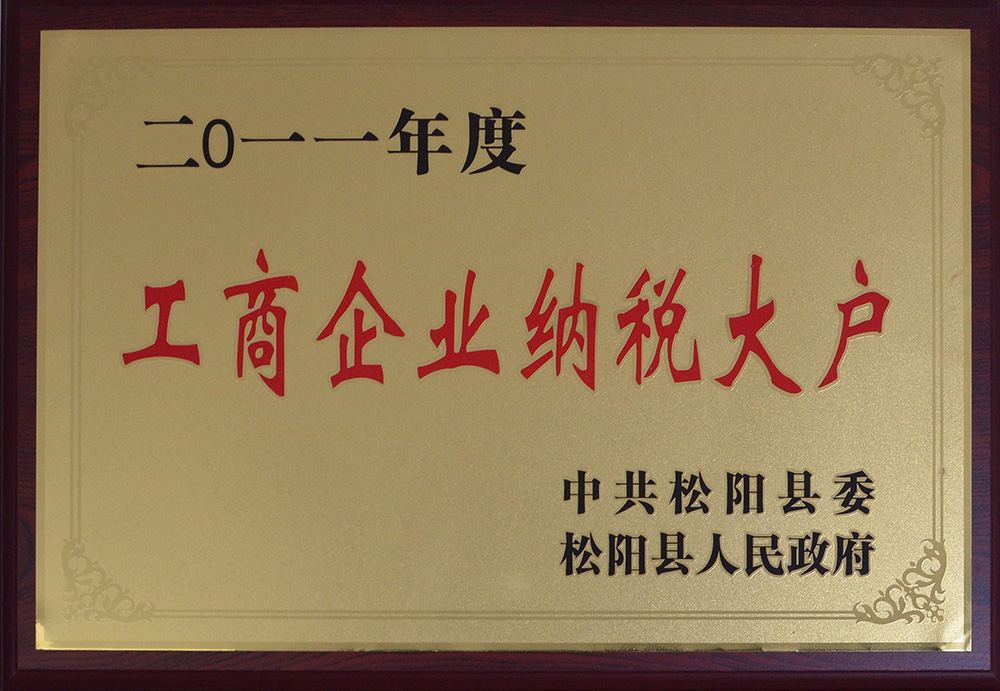 二0一一年度
工商企业纳税大户
中共松阳县委
松阳县人民政府